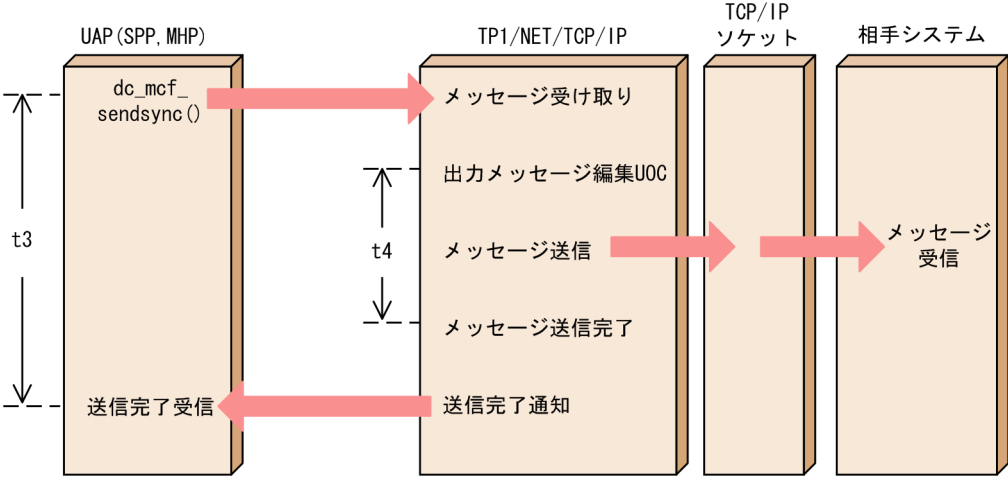 UAP(SPP,MHP)
TP1/NET/TCP/IP
TCP/IP
ソケット
相手システム
dc_mcf_
sendsync()
メッセージ受け取り
出力メッセージ編集UOC
t3
t4
メッセージ送信
メッセージ
受信
メッセージ送信完了
送信完了受信
送信完了通知